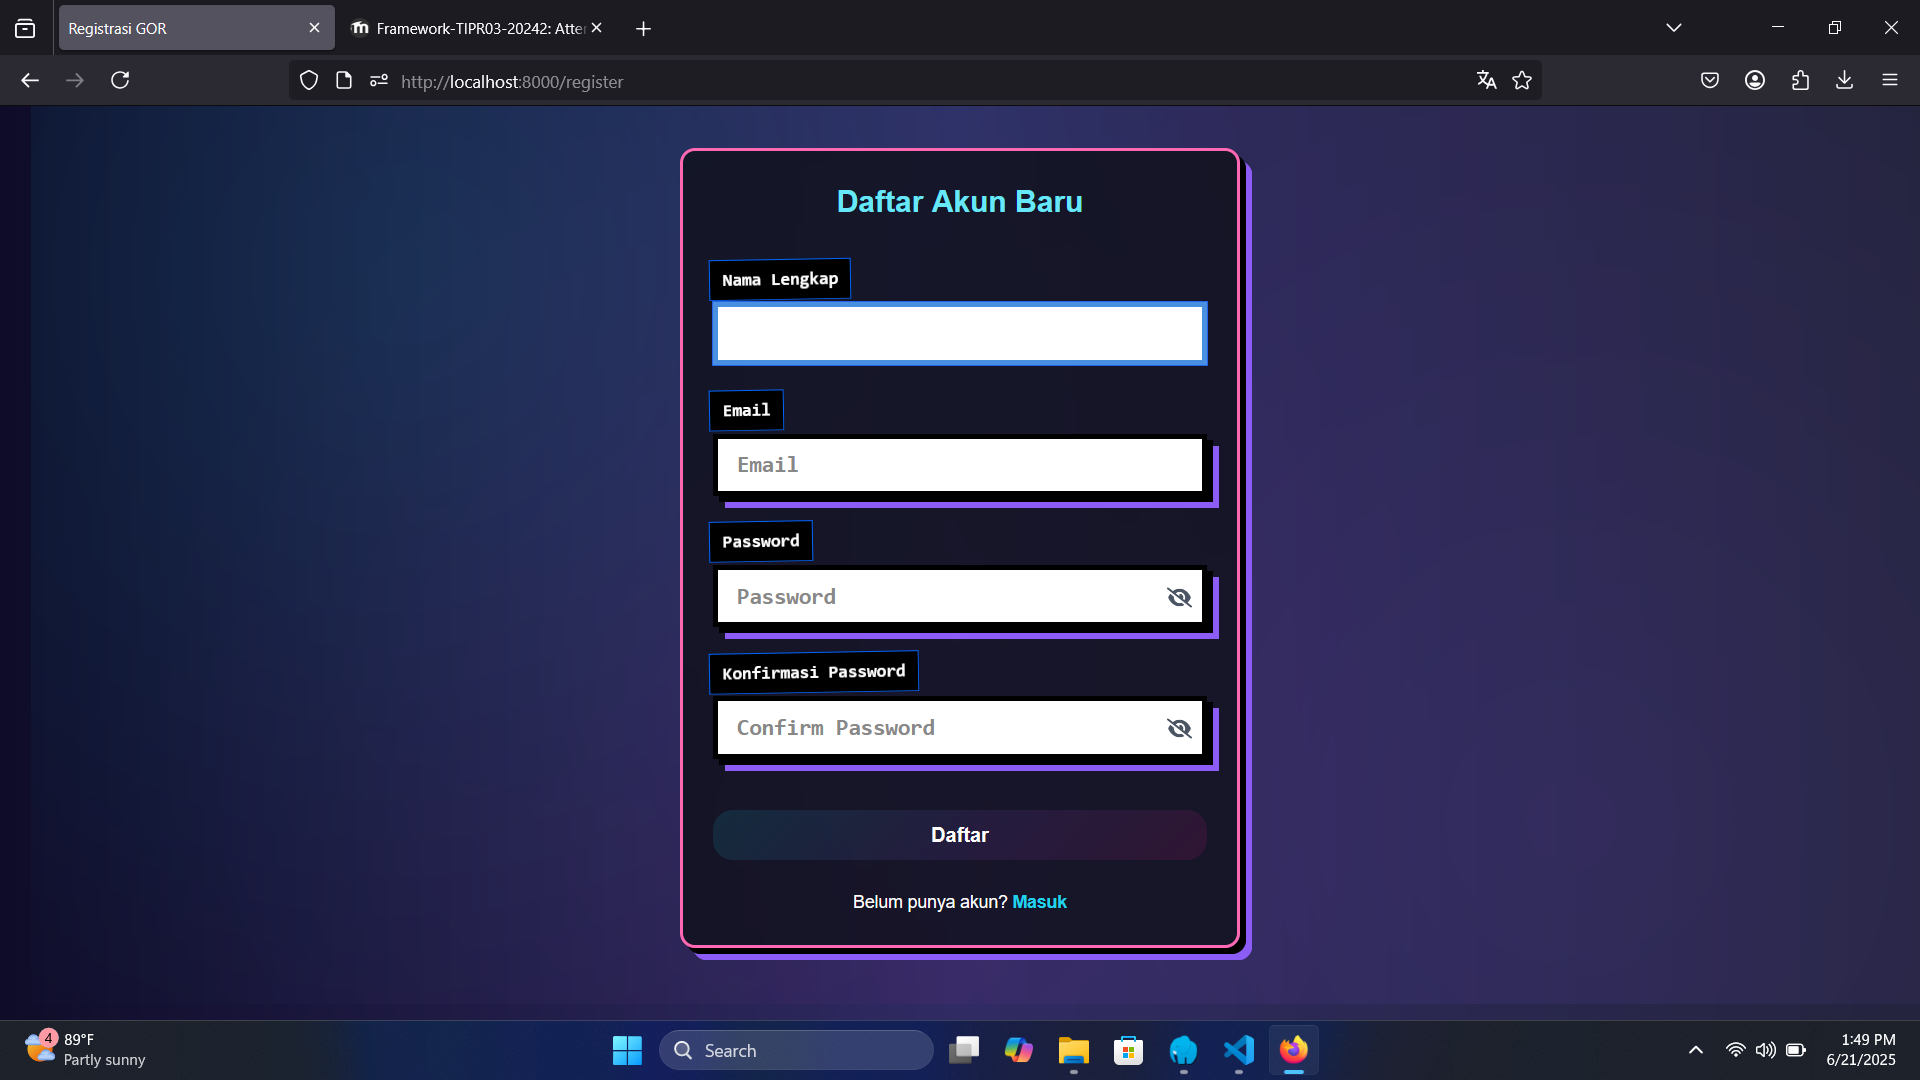 Registrasi GOR
Framework-TIPR03-20242: Atte
http://localhost:8000/register
Daftar Akun Baru
Nama Lengkap
Email
Email
Password
Password
Konfirmasi Password
Confirm Password
Daftar
Belum punya akun? Masuk
4
89°F
Partly sunny
Search
1:49 PM
6/21/2025